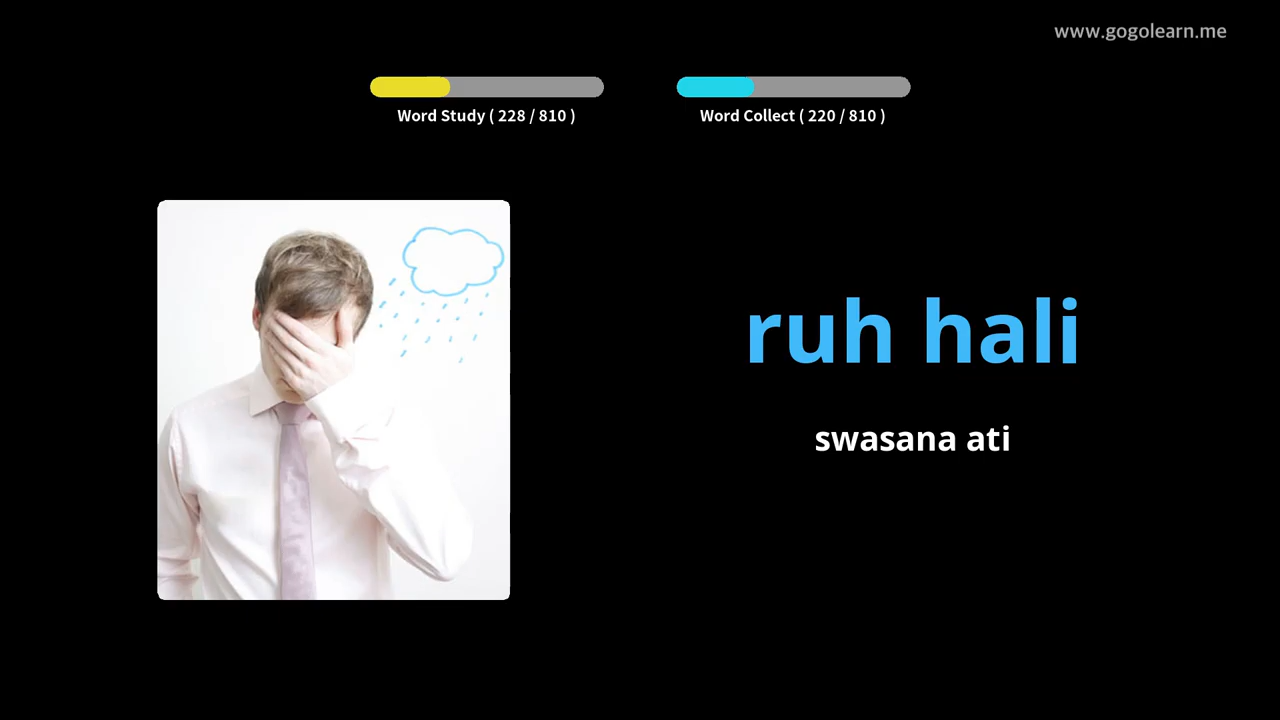 www.gogolearn.me
Word Study ( 228 / 810 )
Word Collect ( 220 / 810 )
ruh hali
swasana ati